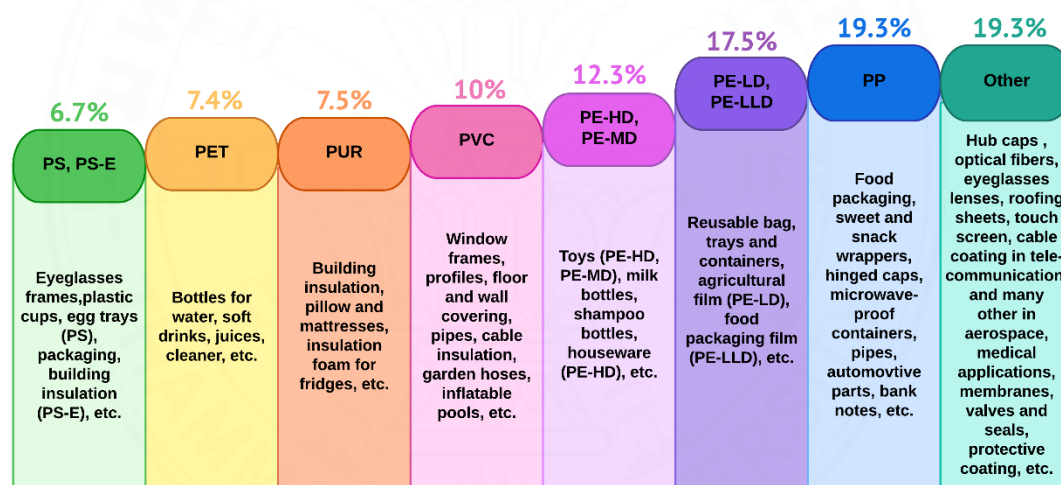 6.7%
PS, PS-E
Eyeglasses
frames,plastic
cups, egg trays
(PS),
packaging,
building
insulation
(PS-E), etc.
7.4%
PET
Bottles for
water, soft
drinks, juices,
cleaner, etc.
7.5%
PUR
Building
insulation,
pillow and
mattresses,
insulation
foam for
fridges, etc.
10%
PVC
Window
frames,
profiles, floor
and wall
covering,
pipes, cable
insulation,
garden hoses,
inflatable
pools, etc.
12.3%
PE-HD,
PE-MD
Toys (PE-HD,
PE-MD), milk
bottles,
shampoo
bottles,
houseware
(PE-HD), etc.
17.5%
PE-LD,
PE-LLD
Reusable bag,
trays and
containers,
agricultural
film (PE-LD),
food
packaging film
(PE-LLD), etc.
19.3%
PP
Food
packaging,
sweet and
snack
wrappers,
hinged caps,
microwave-
proof
containers,
pipes,
automovtive
parts, bank
notes, etc.
19.3%
Other
Hub caps ,
optical fibers,
eyeglasses
lenses, roofing
sheets, touch
screen, cable
coating in tele-
communication
and many
other in
aerospace,
medical
applications,
membranes,
valves and
seals,
protective
coating, etc.